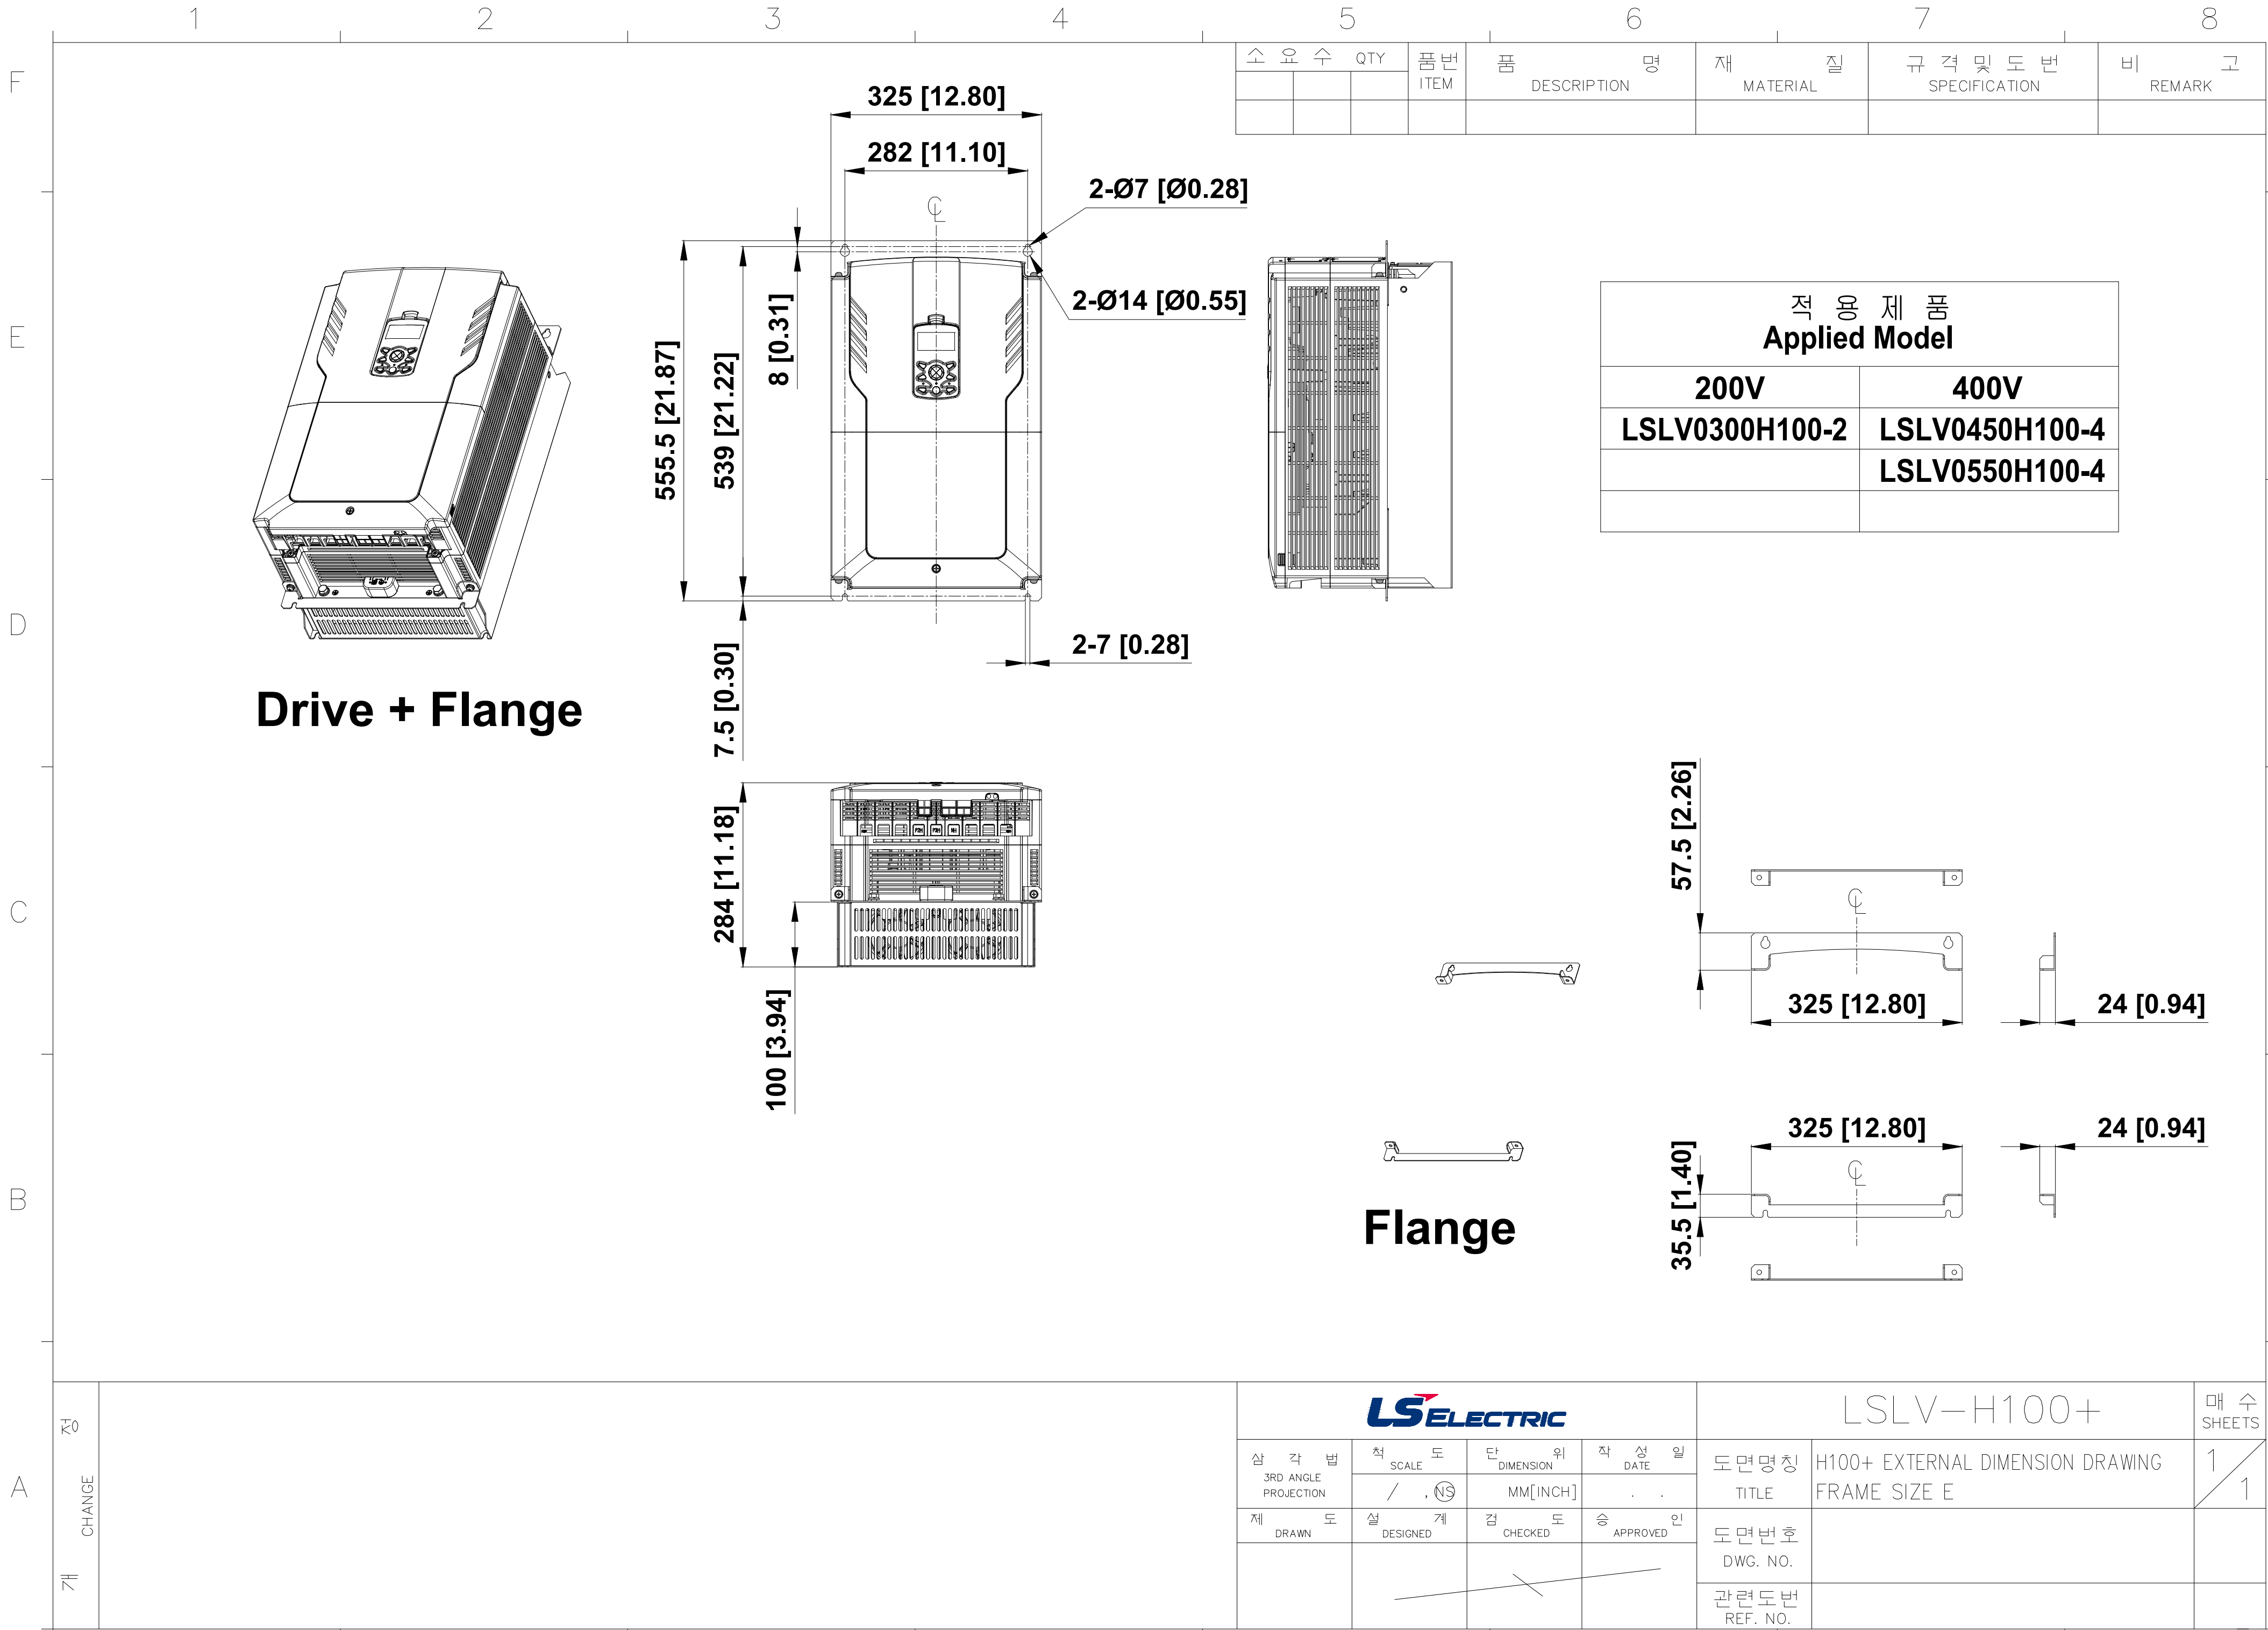 1 2 3 4 5 6 7 8
F
E
D
C
B
A
소 요 수 QTY
품번
ITEM
품 명
DESCRIPTION
재 질
MATERIAL
규 격 및 도 번
SPECIFICATION
비 고
REMARK
325 [12.80]
282 [11.10]
2-Ø7 [Ø0.28]
2-Ø14 [Ø0.55]
8 [0.31]
555.5 [21.87]
539 [21.22]
7.5 [0.30]
2-7 [0.28]
Drive + Flange
적 용 제 품
Applied Model
200V 400V
LSLV0300H100-2 LSLV0450H100-4
LSLV0550H100-4
284 [11.18]
100 [3.94]
57.5 [2.26]
325 [12.80]
24 [0.94]
325 [12.80]
24 [0.94]
35.5 [1.40]
Flange
정
CHANGE
개
LS ELECTRIC
LSLV-H100+
매 수
SHEETS
1/1
삼 각 법
3RD ANGLE
PROJECTION
척 도
SCALE
/ , NS
단 위
DIMENSION
MM[INCH]
작 성 일
DATE
. .
도면명칭
TITLE
H100+ EXTERNAL DIMENSION DRAWING
FRAME SIZE E
제 도
DRAWN
설 계
DESIGNED
검 도
CHECKED
승 인
APPROVED
도면번호
DWG. NO.
관련도번
REF. NO.